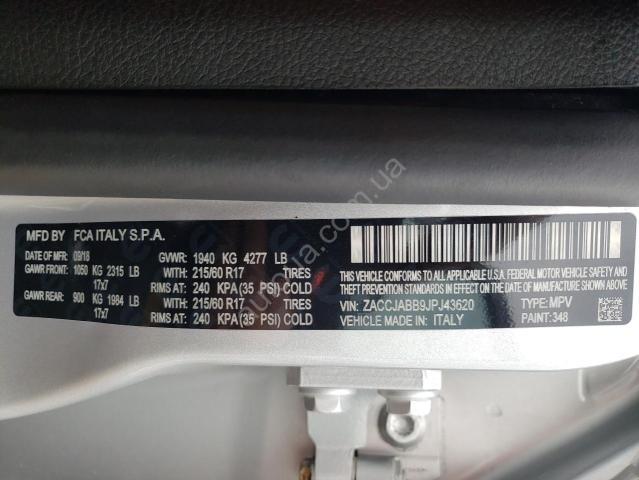 MFD BY FCA ITALY S.P.A.
DATE OF MFR: 09/18 GVWR: 1940 KG 4277 LB
GAWR FRONT: 1050 KG 2315 LB WITH: 215/60 R17 TIRES
17x7 RIMS AT: 240 KPA (35 PSI) COLD
GAWR REAR: 900 KG 1984 LB WITH: 215/60 R17 TIRES
17x7 RIMS AT: 240 KPA (35 PSI) COLD
THIS VEHICLE CONFORMS TO ALL APPLICABLE U.S.A. FEDERAL MOTOR VEHICLE SAFETY AND
THEFT PREVENTION STANDARDS IN EFFECT ON THE DATE OF MANUFACTURE SHOWN ABOVE.
VIN: ZACCJABB9JPJ43620 TYPE: MPV
VEHICLE MADE IN: ITALY PAINT: 348
autobula.com.ua